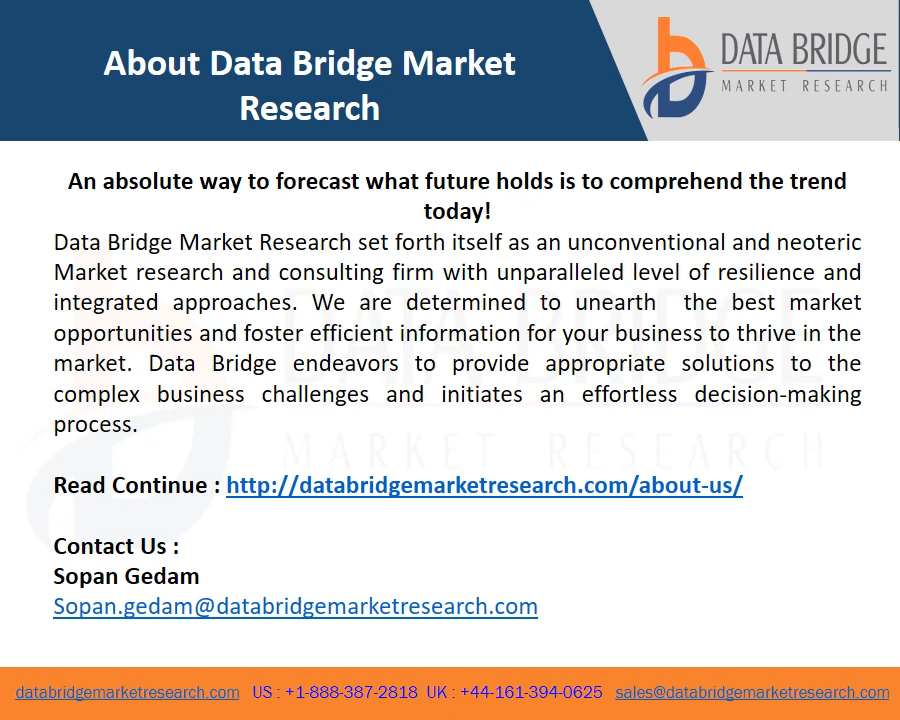 About Data Bridge Market
Research
DATA BRIDGE
MARKET RESEARCH
An absolute way to forecast what future holds is to comprehend the trend
today!
Data Bridge Market Research set forth itself as an unconventional and neoteric
Market research and consulting firm with unparalleled level of resilience and
integrated approaches. We are determined to unearth the best market
opportunities and foster efficient information for your business to thrive in the
market. Data Bridge endeavors to provide appropriate solutions to the
complex business challenges and initiates an effortless decision-making
process.
DATA BRIDGE
MARKET RESEARCH
Read Continue : http://databridgemarketresearch.com/about-us/
Contact Us :
Sopan Gedam
Sopan.gedam@databridgemarketresearch.com
databridgemarketresearch.com US : +1-888-387-2818 UK : +44-161-394-0625 sales@databridgemarketresearch.com